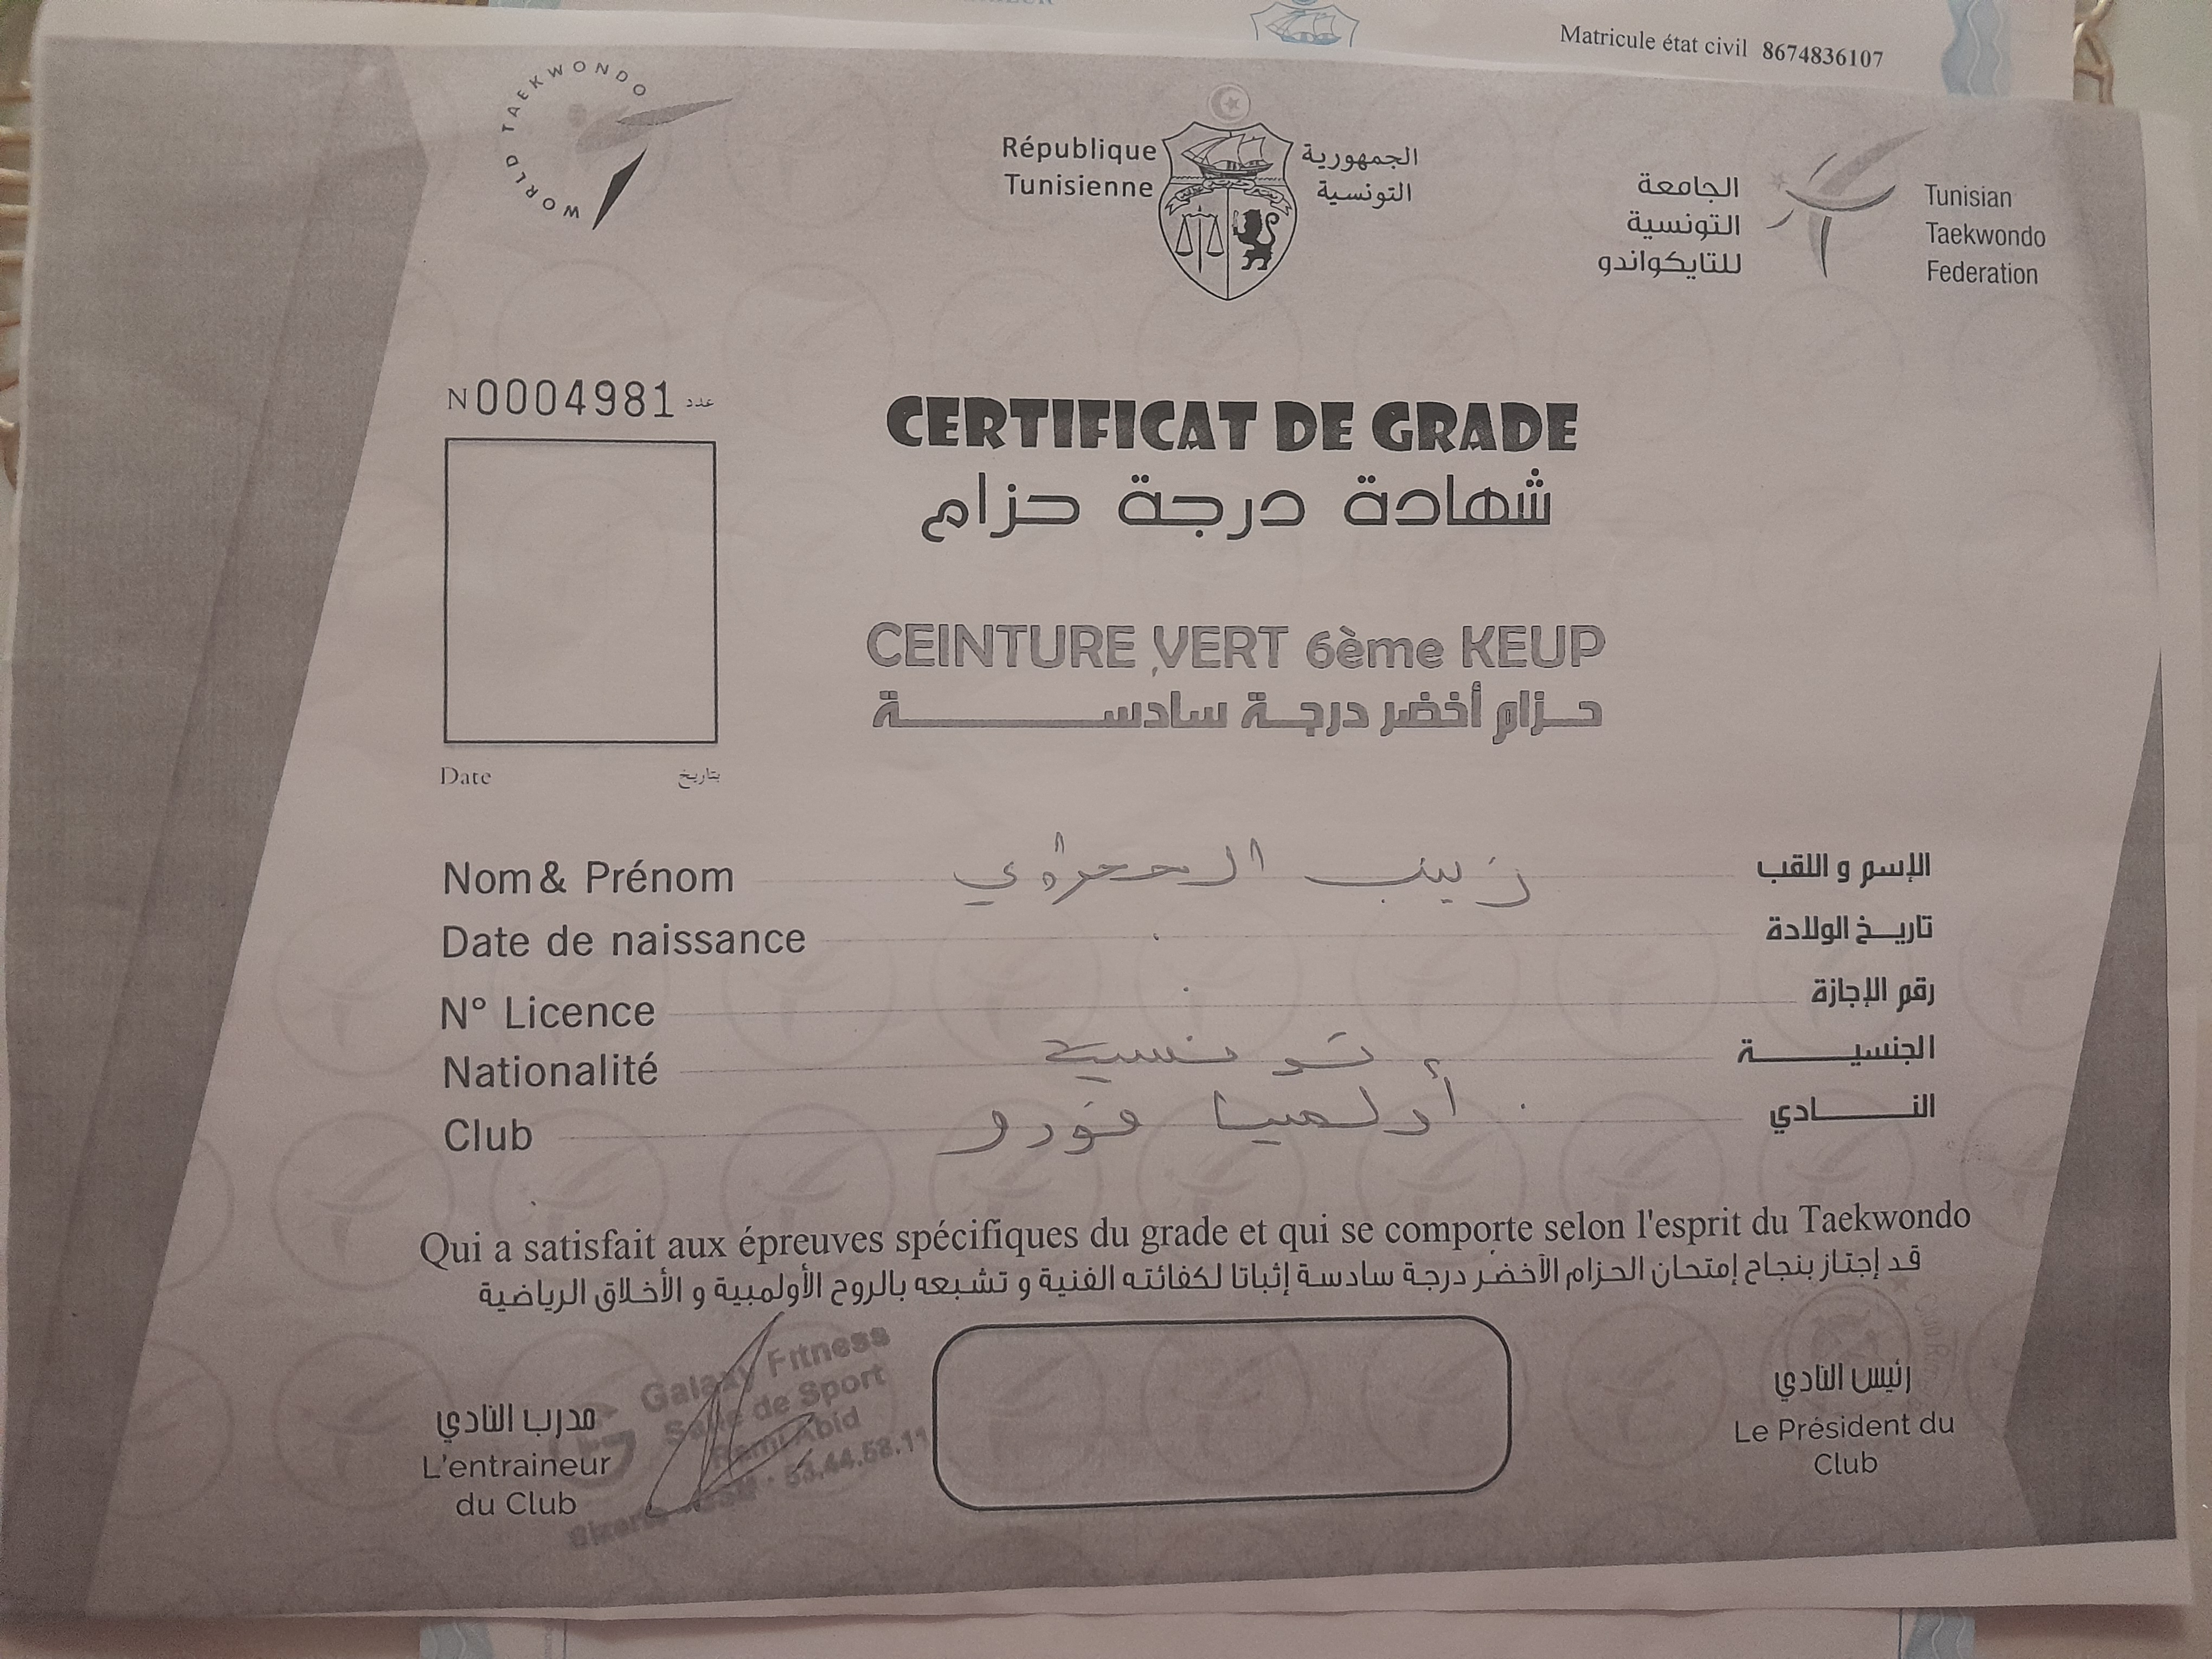 Matricule état civil 8674836107
WORLD TAEKWONDO
République
Tunisienne
الجمهورية
التونسية
الجامعة
التونسية
للتايكواندو
Tunisian
Taekwondo
Federation
N 0004981 عدد
CERTIFICAT DE GRADE
شهادة درجة حزام
CEINTURE VERT 6ème KEUP
حزام أخضر درجة سادسة
Date بتاريخ
Nom & Prénom زينب الإسم و اللقب
Date de naissance تاريخ الولادة
N° Licence رقم الإجازة
Nationalité تونسية الجنسية
Club أولمبيا النادي
Qui a satisfait aux épreuves spécifiques du grade et qui se comporte selon l'esprit du Taekwondo
قد إجتاز بنجاح إمتحان الحزام الأخضر درجة سادسة إثباتا لكفائته الفنية و تشبعه بالروح الأولمبية و الأخلاق الرياضية
مدرب النادي
L'entraineur
du Club
Galaxy Fitness
Salle de Sport
Rami Abid
رئيس النادي
Le Président du
Club